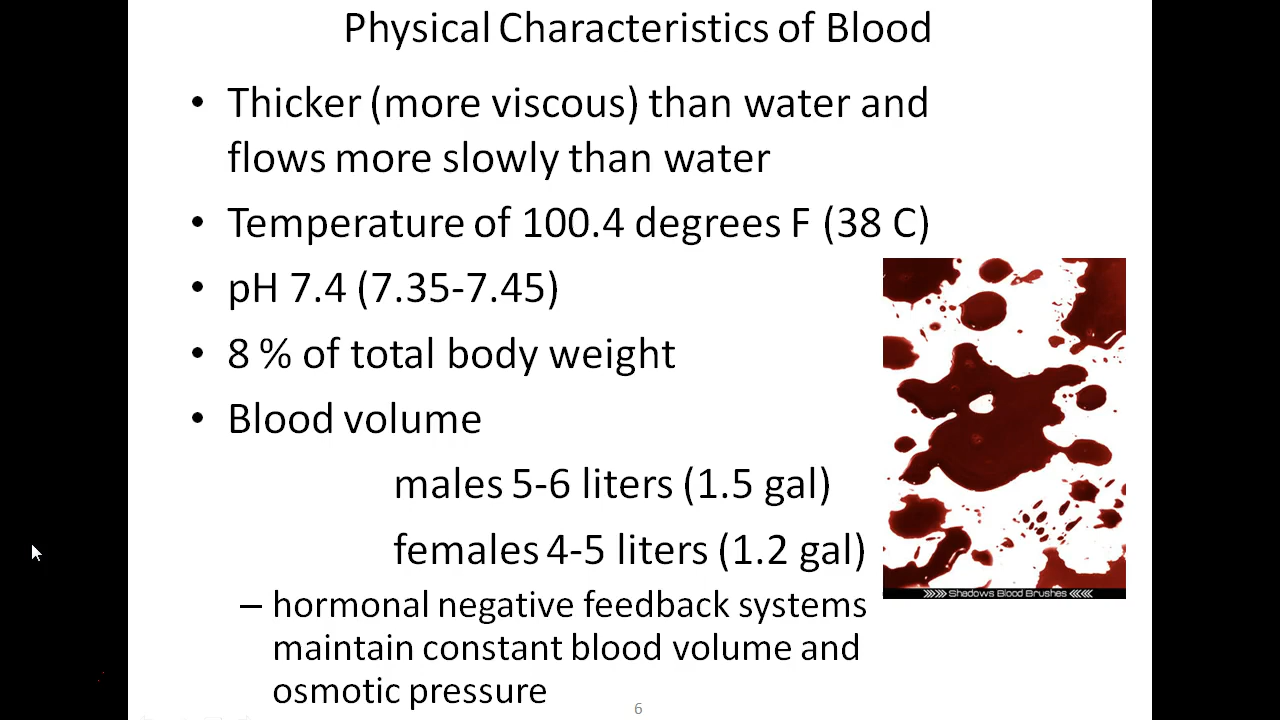 Physical Characteristics of Blood
• Thicker (more viscous) than water and
flows more slowly than water
• Temperature of 100.4 degrees F (38 C)
• pH 7.4 (7.35-7.45)
• 8 % of total body weight
• Blood volume
males 5-6 liters (1.5 gal)
females 4-5 liters (1.2 gal)
– hormonal negative feedback systems
maintain constant blood volume and
osmotic pressure
Shadows Blood Brushes
6